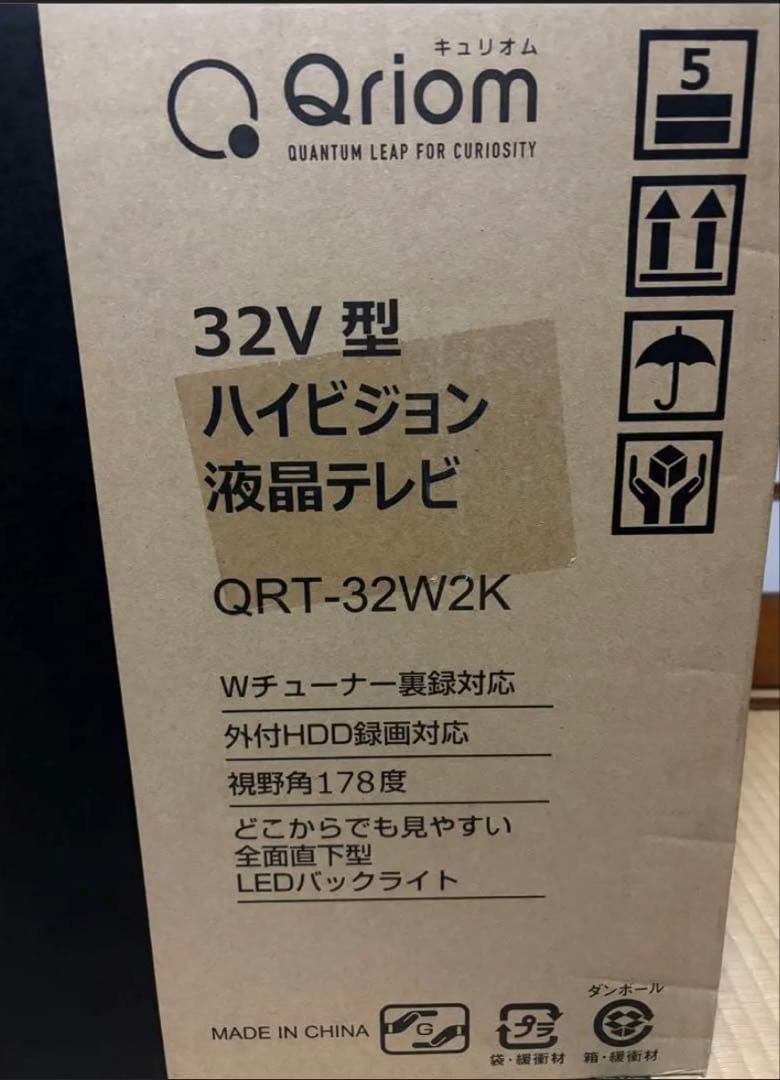 キュリオム
Qriom
QUANTUM LEAP FOR CURIOSITY
5
32V 型
ハイビジョン
液晶テレビ
QRT-32W2K
Wチューナー裏録対応
外付HDD録画対応
視野角178度
どこからでも見やすい
全面直下型
LEDバックライト
MADE IN CHINA
G
プラ
袋・緩衝材
ダンボール
箱・緩衝材